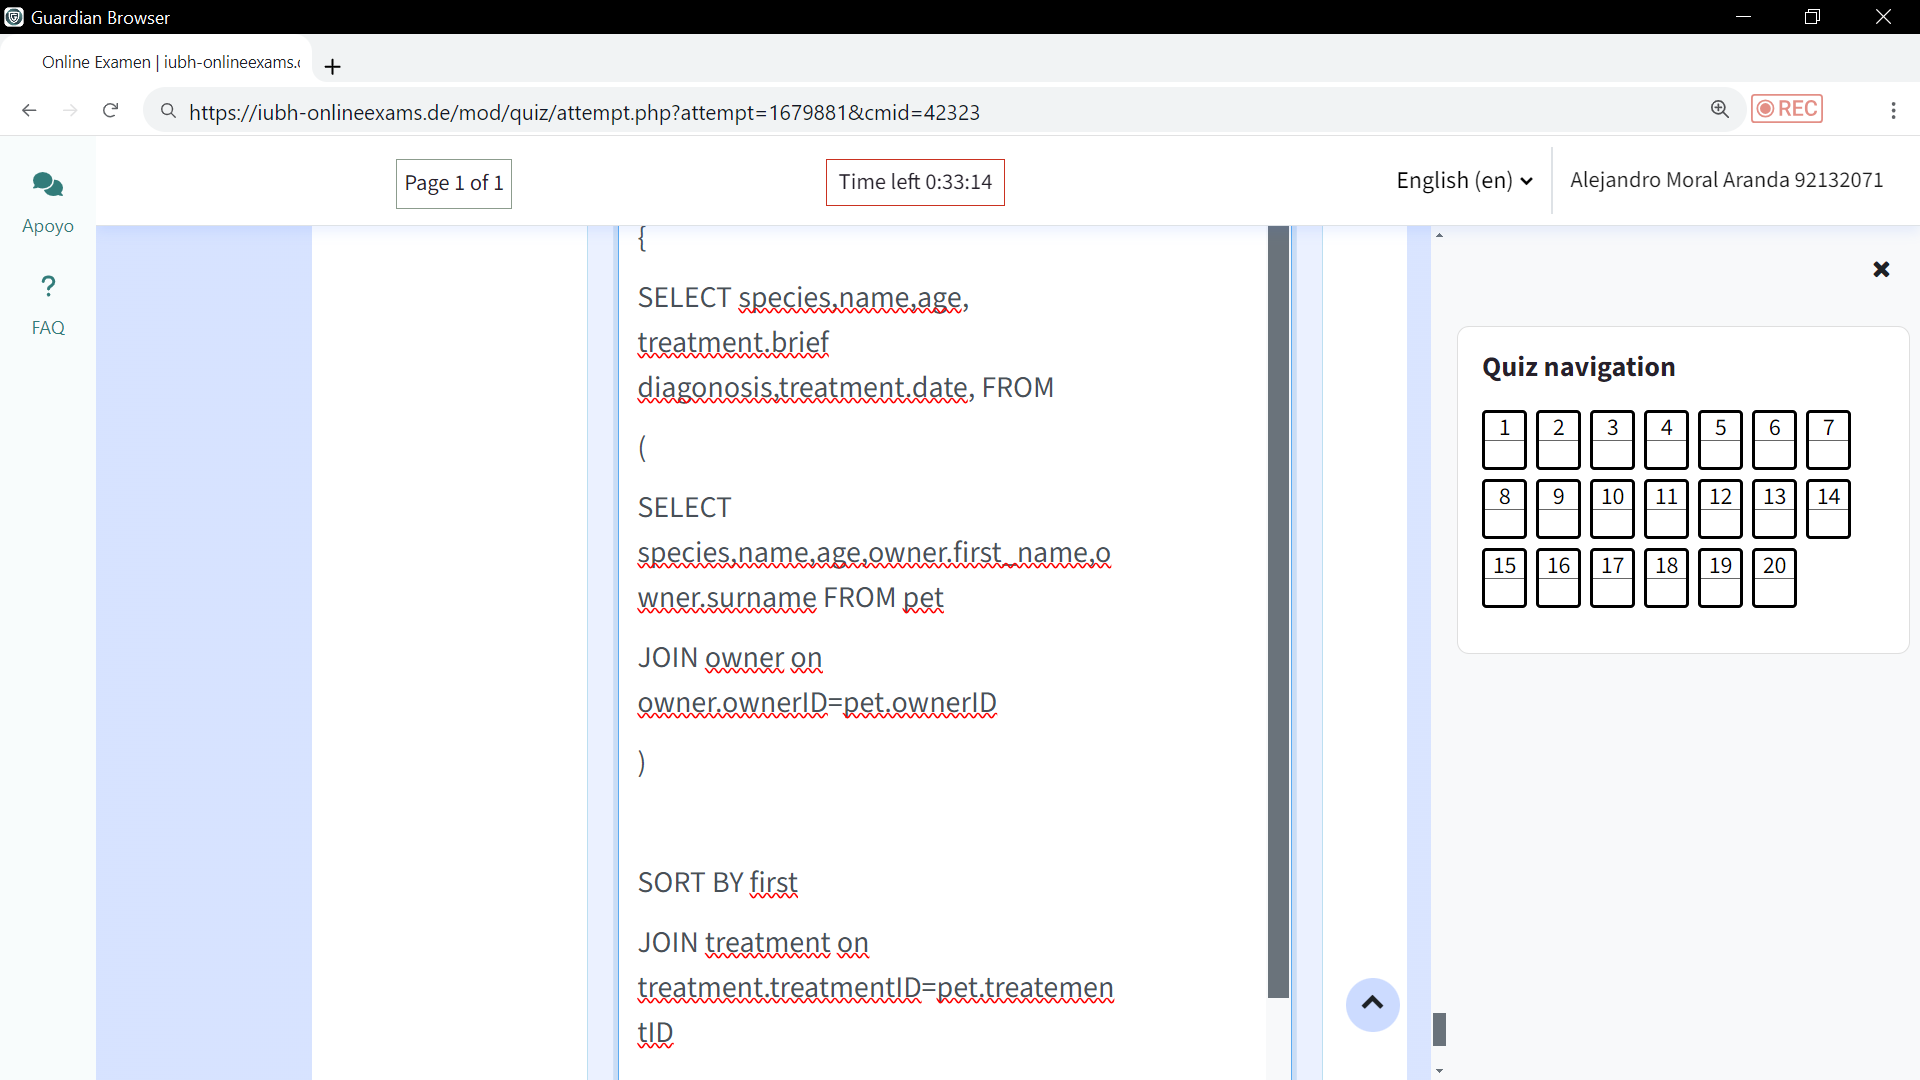 Guardian Browser
Online Examen | iubh-onlineexams.
https://iubh-onlineexams.de/mod/quiz/attempt.php?attempt=1679881&cmid=42323
REC
Page 1 of 1
Time left 0:33:14
English (en)
Alejandro Moral Aranda 92132071
Apoyo
?
FAQ
{
SELECT species,name,age,
treatment.brief
diagonosis,treatment.date, FROM
(
SELECT
species,name,age,owner.first_name,o
wner.surname FROM pet
JOIN owner on
owner.ownerID=pet.ownerID
)
SORT BY first
JOIN treatment on
treatment.treatmentID=pet.treatemen
tID
Quiz navigation
1 2 3 4 5 6 7
8 9 10 11 12 13 14
15 16 17 18 19 20